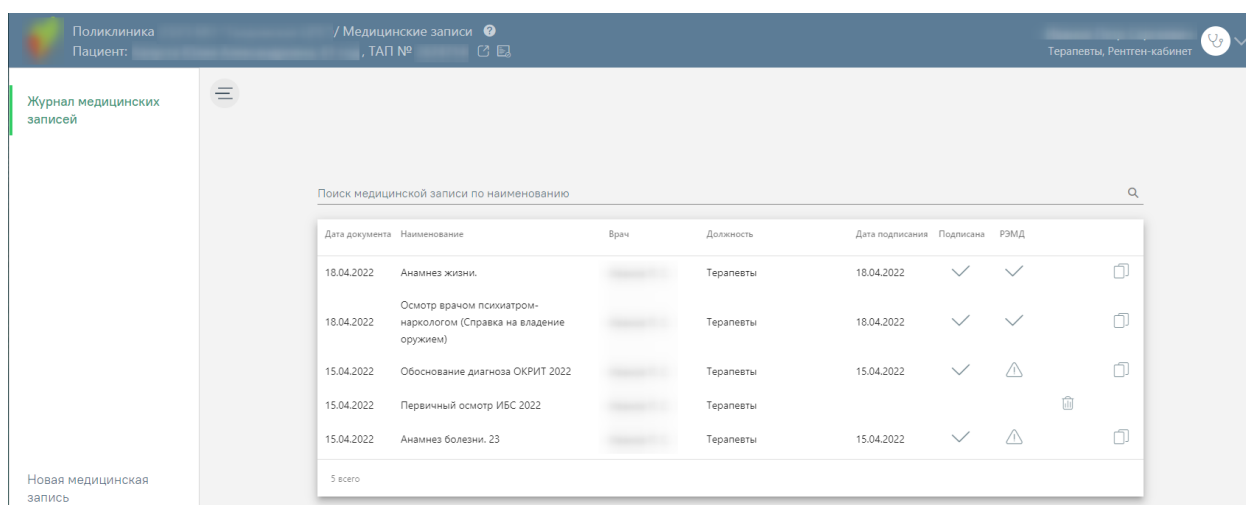 Поликлиника / Медицинские записи
Пациент: , ТАП №
Терапевты, Рентген-кабинет
Журнал медицинских
записей
Поиск медицинской записи по наименованию
Дата документа Наименование Врач Должность Дата подписания Подписана РЭМД
18.04.2022 Анамнез жизни. Терапевты 18.04.2022
Осмотр врачом психиатром-
18.04.2022 наркологом (Справка на владение Терапевты 18.04.2022
оружием)
15.04.2022 Обоснование диагноза ОКРИТ 2022 Терапевты 15.04.2022
15.04.2022 Первичный осмотр ИБС 2022 Терапевты
15.04.2022 Анамнез болезни. 23 Терапевты 15.04.2022
5 всего
Новая медицинская
запись